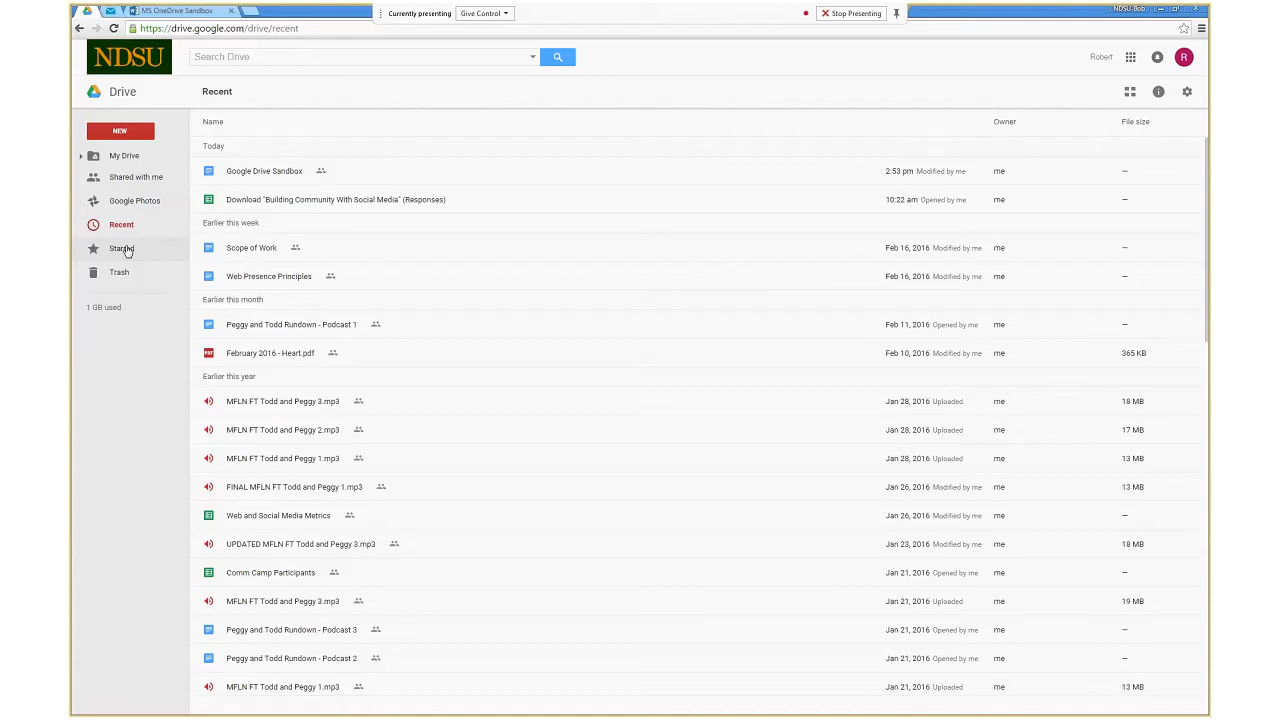 MS OneDrive Sandbox
Currently presenting
Give Control
Stop Presenting
NDSU-Bob
https://drive.google.com/drive/recent
NDSU
Search Drive
Robert
R
Drive
Recent
NEW
My Drive
Shared with me
Google Photos
Recent
Starred
Trash
1 GB used
Name Owner File size
Today
Google Drive Sandbox 2:53 pm Modified by me me —
Download "Building Community With Social Media" (Responses) 10:22 am Opened by me me —
Earlier this week
Scope of Work Feb 16, 2016 Modified by me me —
Web Presence Principles Feb 16, 2016 Modified by me me —
Earlier this month
Peggy and Todd Rundown - Podcast 1 Feb 11, 2016 Opened by me me —
PDF February 2016 - Heart.pdf Feb 10, 2016 Modified by me me 365 KB
Earlier this year
MFLN FT Todd and Peggy 3.mp3 Jan 28, 2016 Uploaded me 18 MB
MFLN FT Todd and Peggy 2.mp3 Jan 28, 2016 Uploaded me 17 MB
MFLN FT Todd and Peggy 1.mp3 Jan 28, 2016 Uploaded me 13 MB
FINAL MFLN FT Todd and Peggy 1.mp3 Jan 26, 2016 Modified by me me 13 MB
Web and Social Media Metrics Jan 26, 2016 Modified by me me —
UPDATED MFLN FT Todd and Peggy 3.mp3 Jan 23, 2016 Modified by me me 18 MB
Comm Camp Participants Jan 21, 2016 Opened by me me —
MFLN FT Todd and Peggy 3.mp3 Jan 21, 2016 Uploaded me 19 MB
Peggy and Todd Rundown - Podcast 3 Jan 21, 2016 Opened by me me —
Peggy and Todd Rundown - Podcast 2 Jan 21, 2016 Opened by me me —
MFLN FT Todd and Peggy 1.mp3 Jan 21, 2016 Uploaded me 13 MB